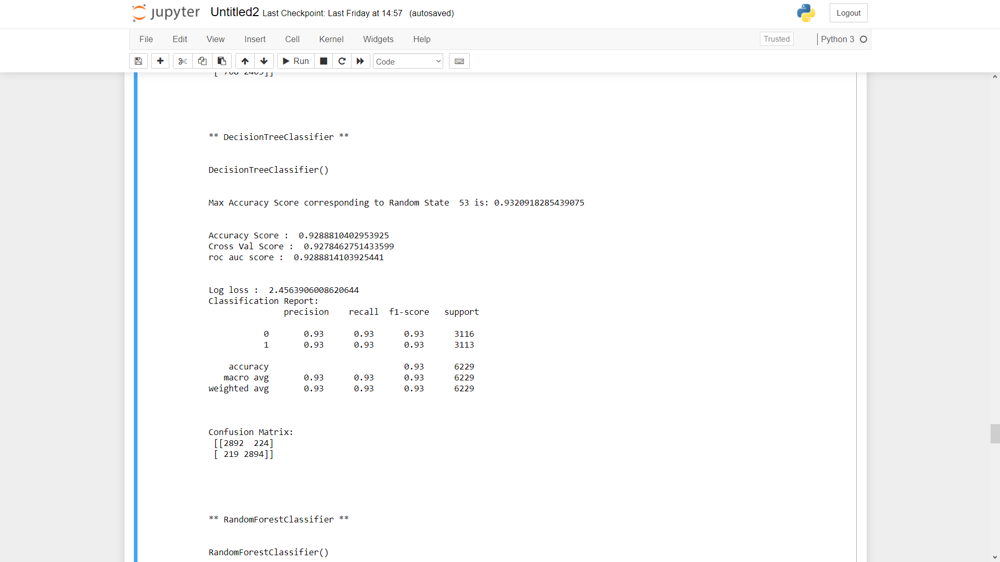 jupyter Untitled2 Last Checkpoint: Last Friday at 14:57 (autosaved) Logout
File Edit View Insert Cell Kernel Widgets Help Trusted Python 3
Run Code
** DecisionTreeClassifier **
DecisionTreeClassifier()
Max Accuracy Score corresponding to Random State  53 is: 0.9320918285439075
Accuracy Score :  0.9288810402953925
Cross Val Score :  0.9278462751433599
roc auc score :  0.9288814103925441
Log loss :  2.4563906008620644
Classification Report:
precision    recall  f1-score   support
0       0.93      0.93      0.93      3116
1       0.93      0.93      0.93      3113
accuracy                           0.93      6229
macro avg       0.93      0.93      0.93      6229
weighted avg       0.93      0.93      0.93      6229
Confusion Matrix:
[[2892  224]
[ 219 2894]]
** RandomForestClassifier **
RandomForestClassifier()